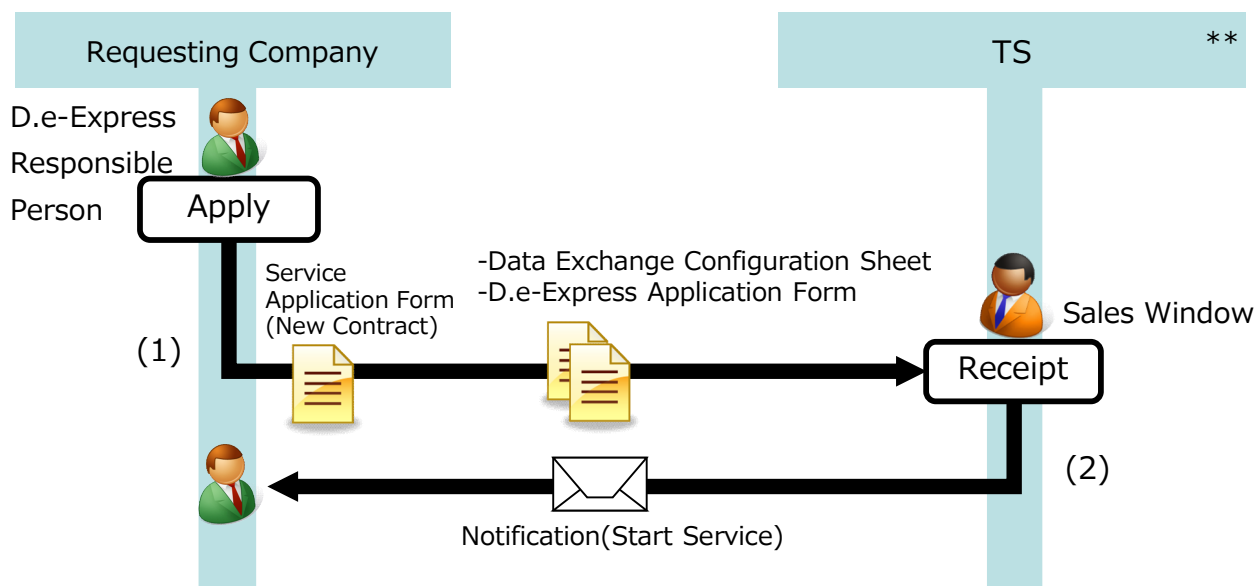 Requesting Company
TS
**
D.e-Express
Responsible
Person
Apply
Service
Application Form
(New Contract)
-Data Exchange Configuration Sheet
-D.e-Express Application Form
Sales Window
(1)
Receipt
(2)
Notification(Start Service)